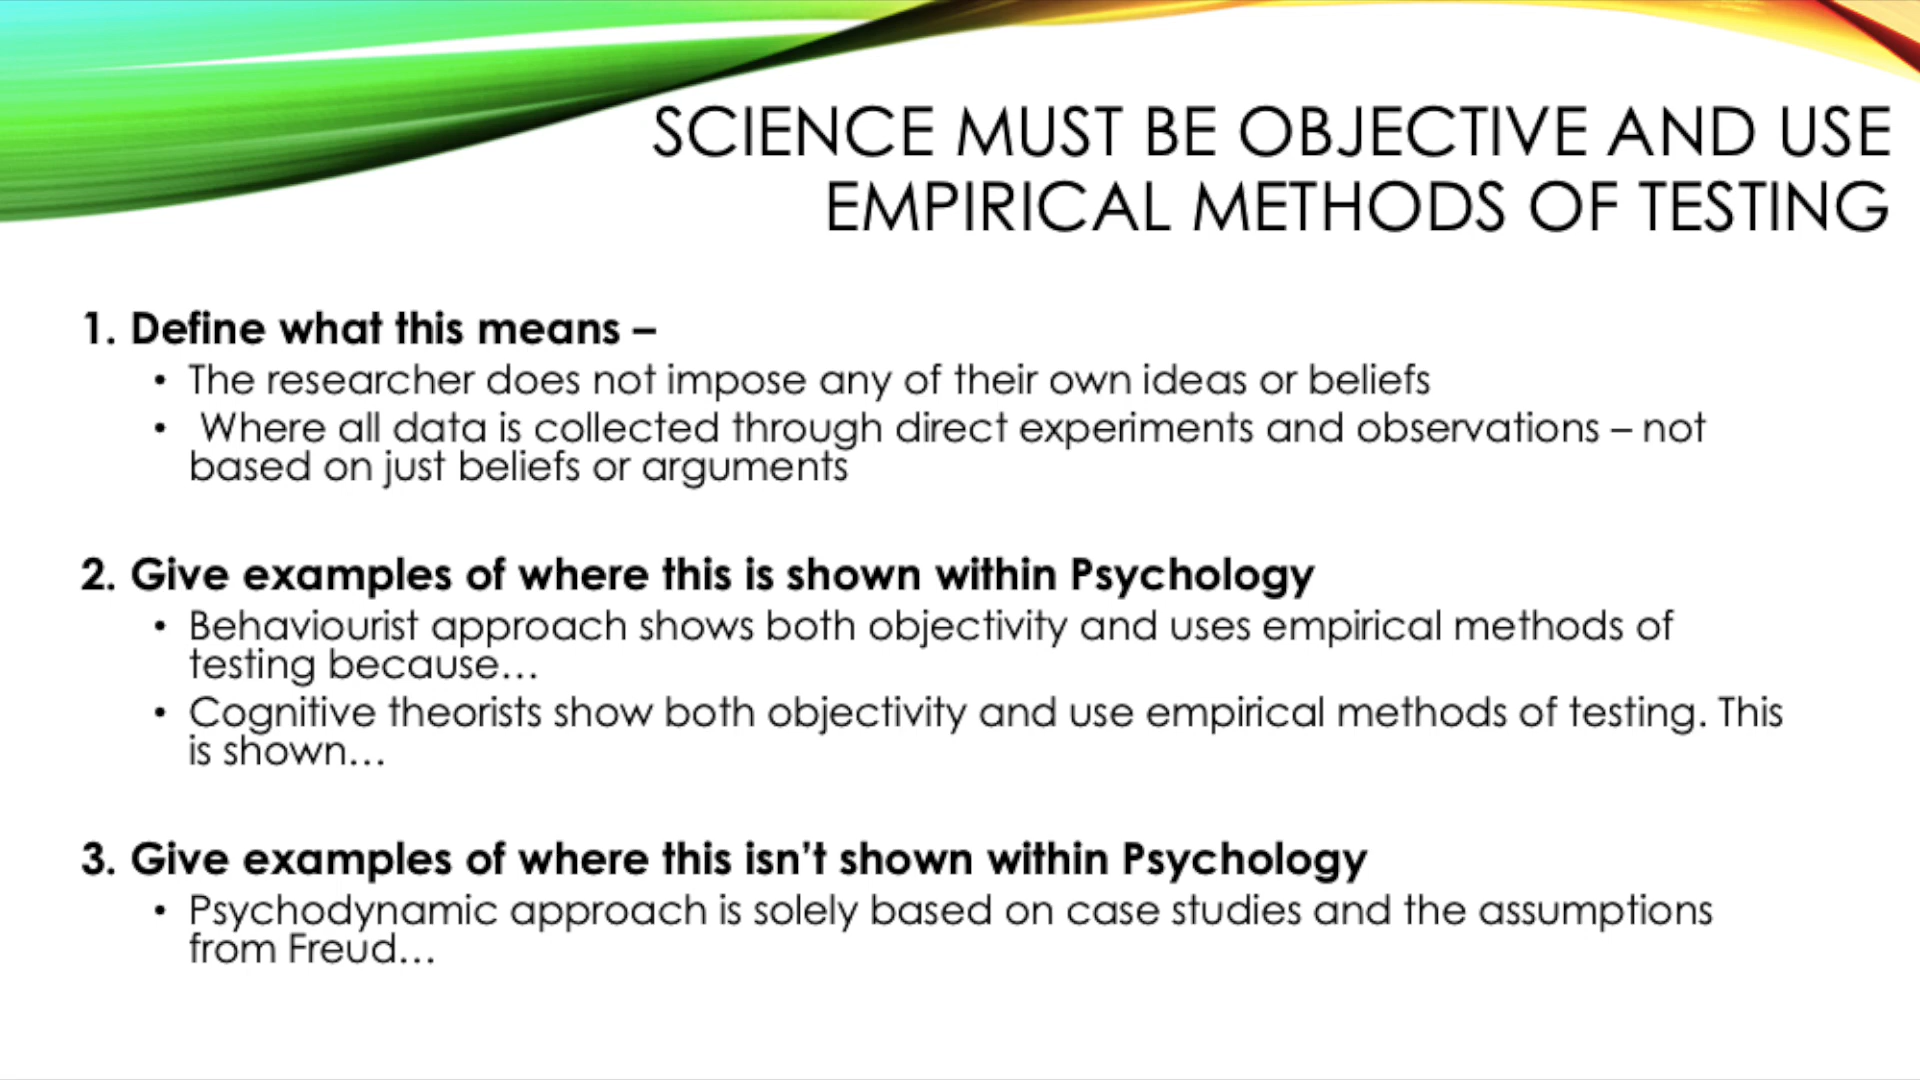 SCIENCE MUST BE OBJECTIVE AND USE
EMPIRICAL METHODS OF TESTING
1. Define what this means –
• The researcher does not impose any of their own ideas or beliefs
• Where all data is collected through direct experiments and observations – not
based on just beliefs or arguments
2. Give examples of where this is shown within Psychology
• Behaviourist approach shows both objectivity and uses empirical methods of
testing because…
• Cognitive theorists show both objectivity and use empirical methods of testing. This
is shown…
3. Give examples of where this isn’t shown within Psychology
• Psychodynamic approach is solely based on case studies and the assumptions
from Freud…